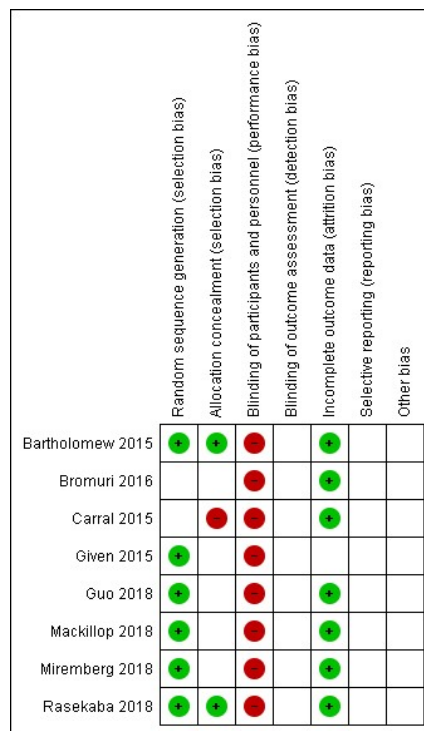 Random sequence generation (selection bias)
Allocation concealment (selection bias)
Blinding of participants and personnel (performance bias)
Blinding of outcome assessment (detection bias)
Incomplete outcome data (attrition bias)
Selective reporting (reporting bias)
Other bias
Bartholomew 2015 + + - +
Bromuri 2016 - +
Carral 2015 - - +
Given 2015 + -
Guo 2018 + - +
Mackillop 2018 + - +
Miremberg 2018 + - +
Rasekaba 2018 + + - +